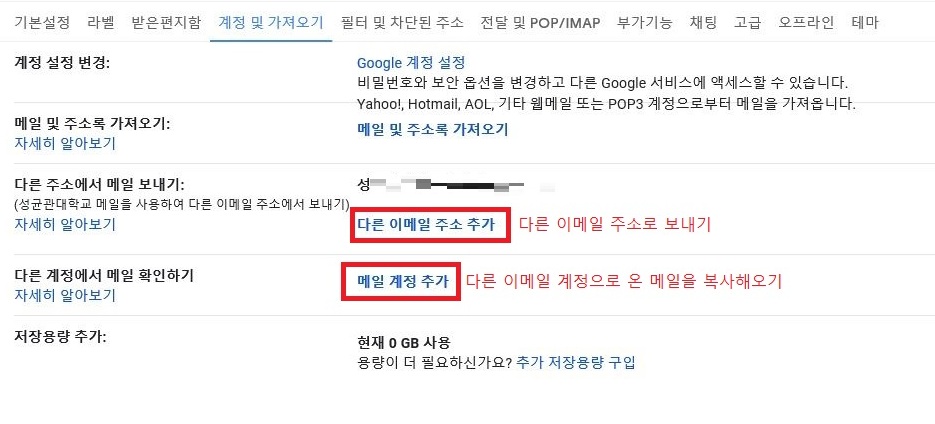 기본설정 라벨 받은편지함 계정 및 가져오기 필터 및 차단된 주소 전달 및 POP/IMAP 부가기능 채팅 고급 오프라인 테마
계정 설정 변경:
Google 계정 설정
비밀번호와 보안 옵션을 변경하고 다른 Google 서비스에 액세스할 수 있습니다.
Yahoo!, Hotmail, AOL, 기타 웹메일 또는 POP3 계정으로부터 메일을 가져옵니다.
메일 및 주소록 가져오기:
자세히 알아보기
메일 및 주소록 가져오기
다른 주소에서 메일 보내기:
(성균관대학교 메일을 사용하여 다른 이메일 주소에서 보내기)
자세히 알아보기
성
다른 이메일 주소 추가 다른 이메일 주소로 보내기
다른 계정에서 메일 확인하기
자세히 알아보기
메일 계정 추가 다른 이메일 계정으로 온 메일을 복사해오기
저장용량 추가:
현재 0 GB 사용
용량이 더 필요하신가요? 추가 저장용량 구입